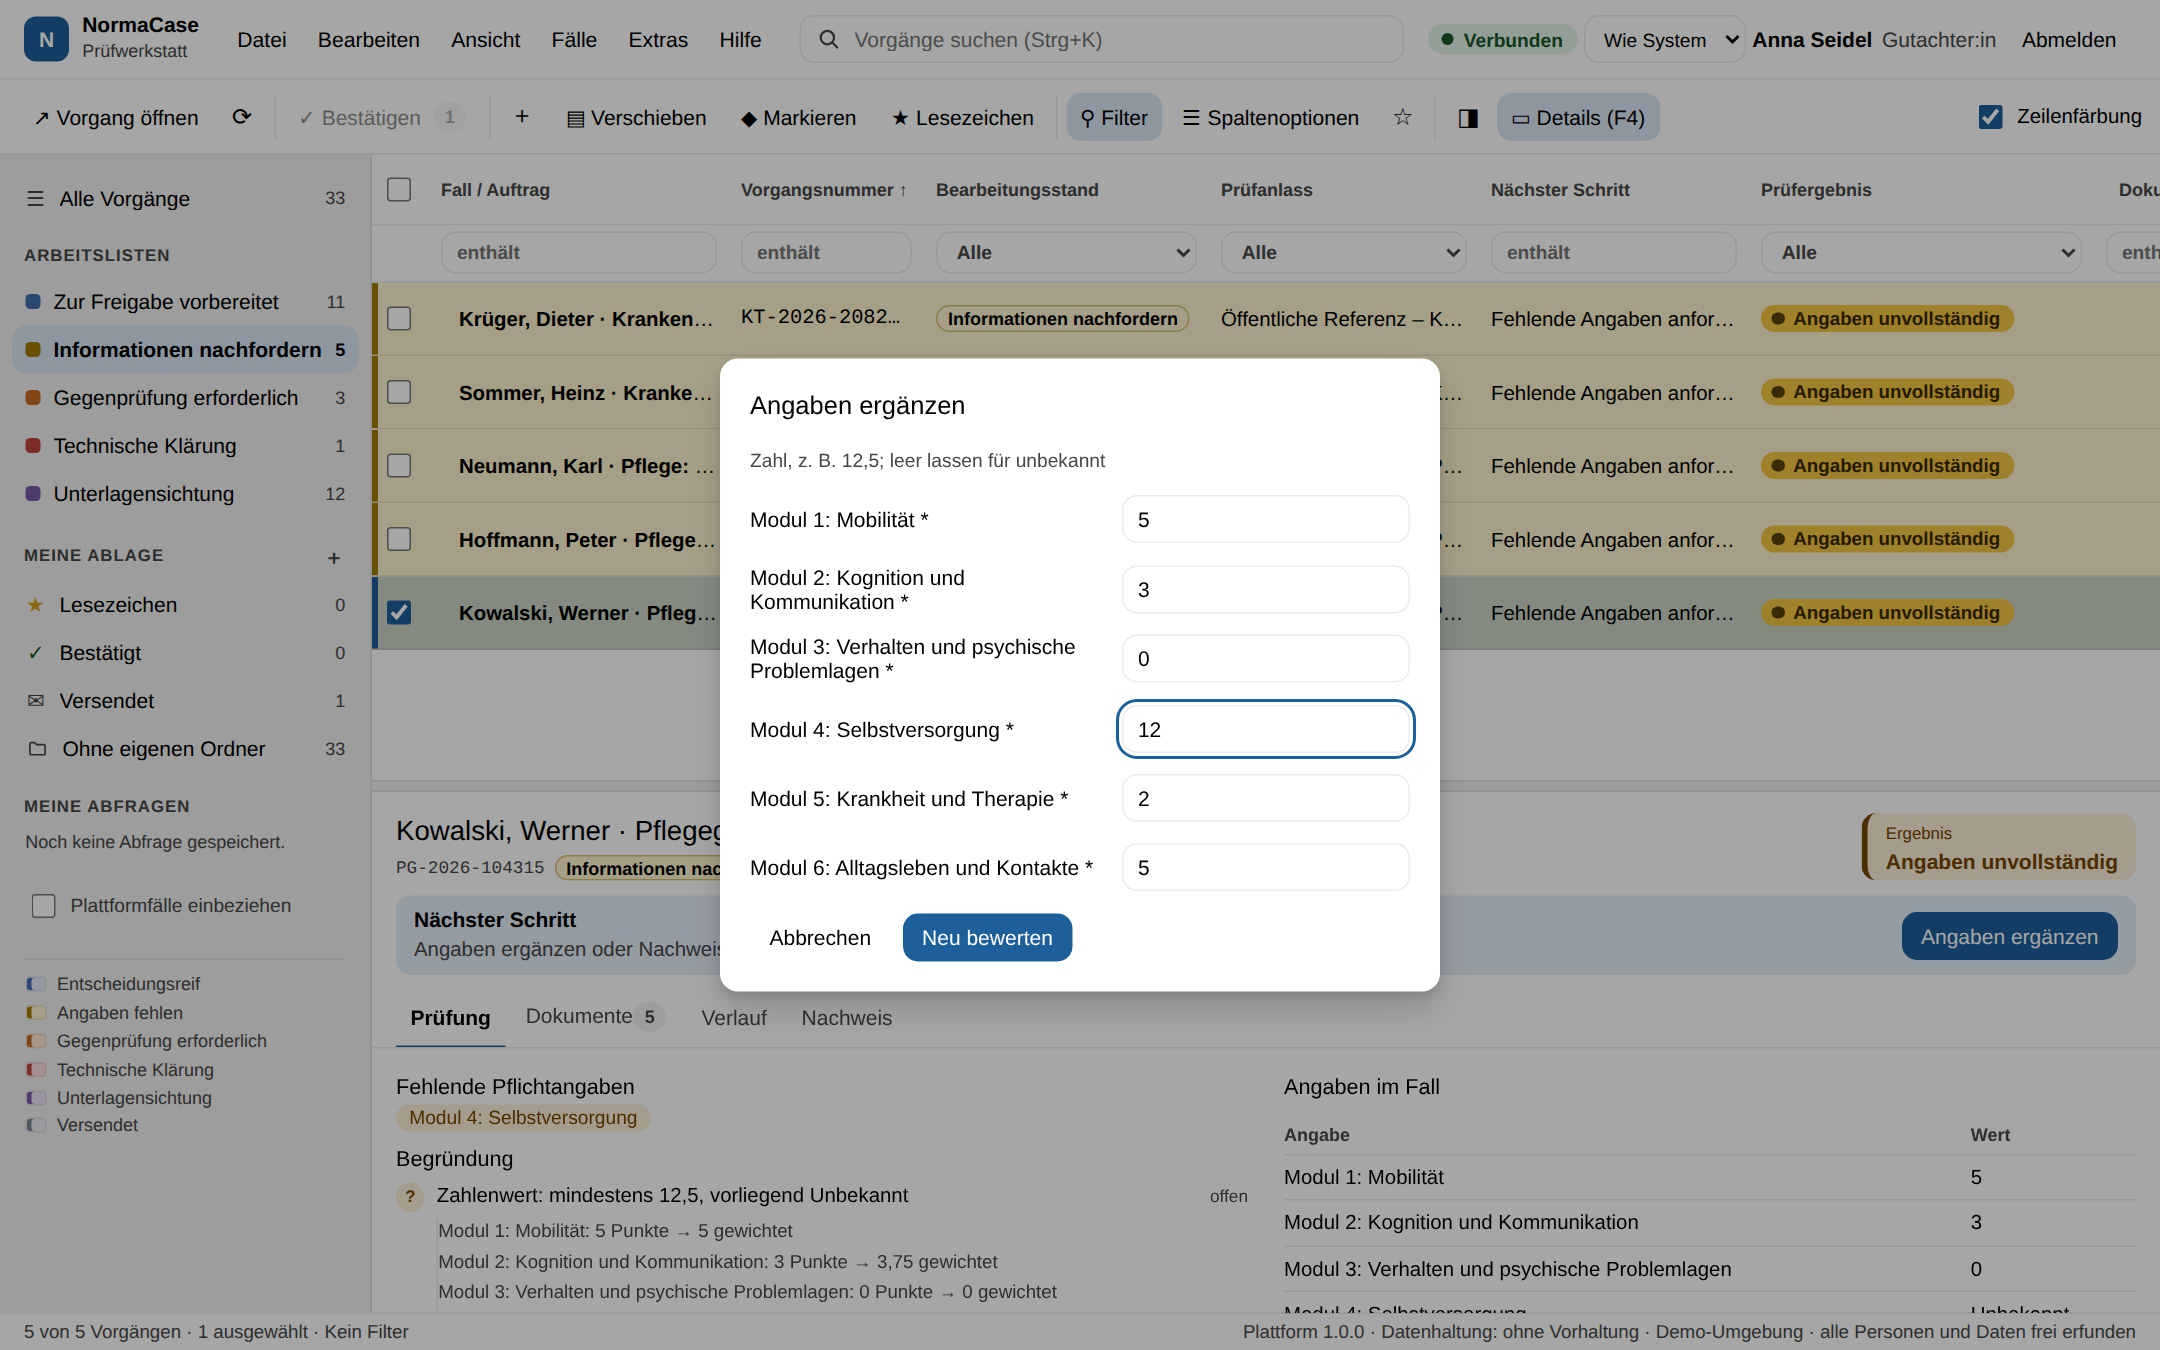 N
NormaCase
Prüfwerkstatt
Datei Bearbeiten Ansicht Fälle Extras Hilfe
Vorgänge suchen (Strg+K)
Verbunden
Wie System
Anna Seidel Gutachter:in
Abmelden
↗ Vorgang öffnen
⟳
✓ Bestätigen 1
+
▤ Verschieben
◆ Markieren
★ Lesezeichen
⚲ Filter
☰ Spaltenoptionen
☆
◨
▭ Details (F4)
Zeilenfärbung
☰ Alle Vorgänge 33
ARBEITSLISTEN
Zur Freigabe vorbereitet 11
Informationen nachfordern 5
Gegenprüfung erforderlich 3
Technische Klärung 1
Unterlagensichtung 12
MEINE ABLAGE +
★ Lesezeichen 0
✓ Bestätigt 0
✉ Versendet 1
Ohne eigenen Ordner 33
MEINE ABFRAGEN
Noch keine Abfrage gespeichert.
Plattformfälle einbeziehen
Entscheidungsreif
Angaben fehlen
Gegenprüfung erforderlich
Technische Klärung
Unterlagensichtung
Versendet
Fall / Auftrag Vorgangsnummer ↑ Bearbeitungsstand Prüfanlass Nächster Schritt Prüfergebnis Doku
enthält enthält Alle Alle enthält Alle enth
Krüger, Dieter · Kranken… KT-2026-2082… Informationen nachfordern Öffentliche Referenz – K… Fehlende Angaben anfor… Angaben unvollständig
Sommer, Heinz · Kranke… Fehlende Angaben anfor… Angaben unvollständig
Neumann, Karl · Pflege: … Fehlende Angaben anfor… Angaben unvollständig
Hoffmann, Peter · Pflege… Fehlende Angaben anfor… Angaben unvollständig
Kowalski, Werner · Pfleg… Fehlende Angaben anfor… Angaben unvollständig
Angaben ergänzen
Zahl, z. B. 12,5; leer lassen für unbekannt
Modul 1: Mobilität * 5
Modul 2: Kognition und
Kommunikation * 3
Modul 3: Verhalten und psychische
Problemlagen * 0
Modul 4: Selbstversorgung * 12
Modul 5: Krankheit und Therapie * 2
Modul 6: Alltagsleben und Kontakte * 5
Abbrechen
Neu bewerten
Kowalski, Werner · Pflegeg
PG-2026-104315 Informationen nac
Ergebnis
Angaben unvollständig
Nächster Schritt
Angaben ergänzen oder Nachweis
Angaben ergänzen
Prüfung Dokumente 5 Verlauf Nachweis
Fehlende Pflichtangaben
Modul 4: Selbstversorgung
Begründung
? Zahlenwert: mindestens 12,5, vorliegend Unbekannt offen
Modul 1: Mobilität: 5 Punkte → 5 gewichtet
Modul 2: Kognition und Kommunikation: 3 Punkte → 3,75 gewichtet
Modul 3: Verhalten und psychische Problemlagen: 0 Punkte → 0 gewichtet
Angaben im Fall
Angabe Wert
Modul 1: Mobilität 5
Modul 2: Kognition und Kommunikation 3
Modul 3: Verhalten und psychische Problemlagen 0
Modul 4: Selbstversorgung Unbekannt
5 von 5 Vorgängen · 1 ausgewählt · Kein Filter
Plattform 1.0.0 · Datenhaltung: ohne Vorhaltung · Demo-Umgebung · alle Personen und Daten frei erfunden